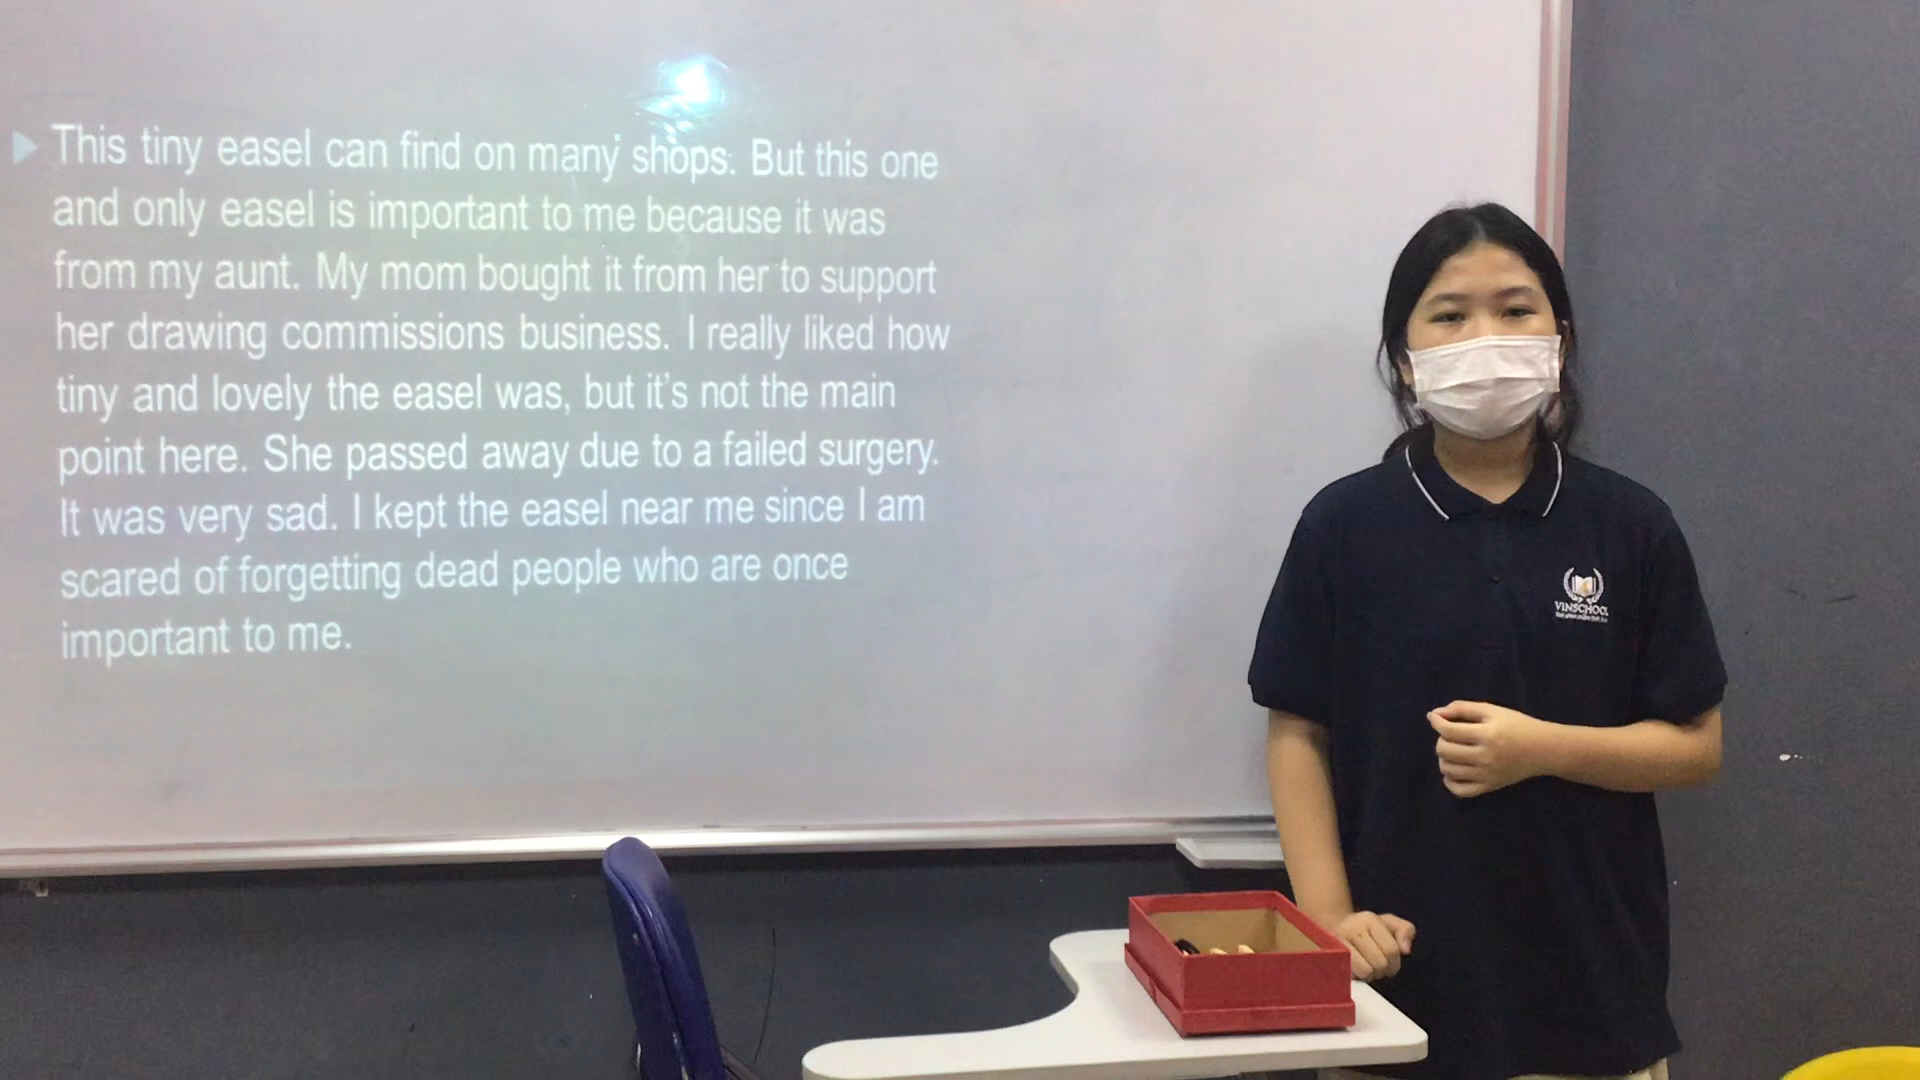 This tiny easel can find on many shops. But this one
and only easel is important to me because it was
from my aunt. My mom bought it from her to support
her drawing commissions business. I really liked how
tiny and lovely the easel was, but it's not the main
point here. She passed away due to a failed surgery.
It was very sad. I kept the easel near me since I am
scared of forgetting dead people who are once
important to me.
VINSCHOOL